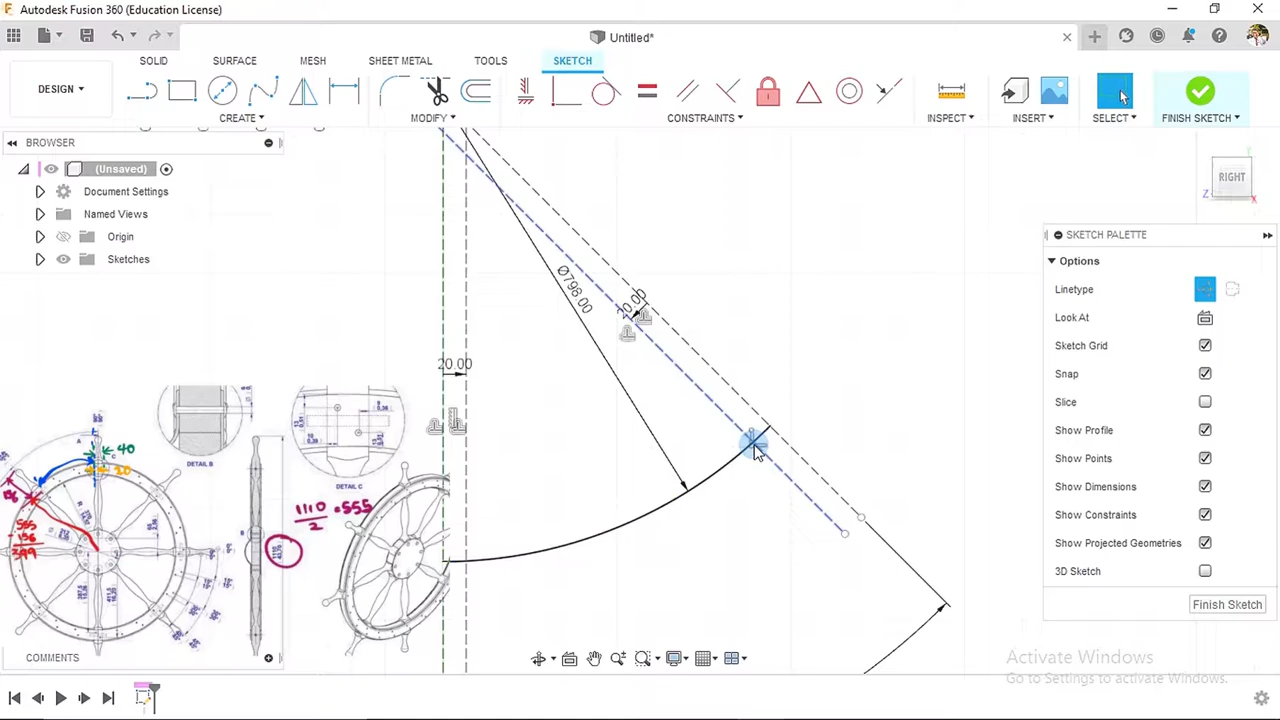 Autodesk Fusion 360 (Education License)
Untitled*
SOLID SURFACE MESH SHEET METAL SKETCH TOOLS
DESIGN
CREATE MODIFY CONSTRAINTS INSPECT INSERT SELECT FINISH SKETCH
BROWSER
(Unsaved)
Document Settings
Named Views
Origin
Sketches
RIGHT
Y
Z
X
SKETCH PALETTE
Options
Linetype
Look At
Sketch Grid
Snap
Slice
Show Profile
Show Points
Show Dimensions
Show Constraints
Show Projected Geometries
3D Sketch
Finish Sketch
Ø798.00
20.00
20.00
DETAIL B
DETAIL C
40
20
1110
2
=555
555
-156
399
COMMENTS
Activate Windows
Go to Settings to activate Windows.